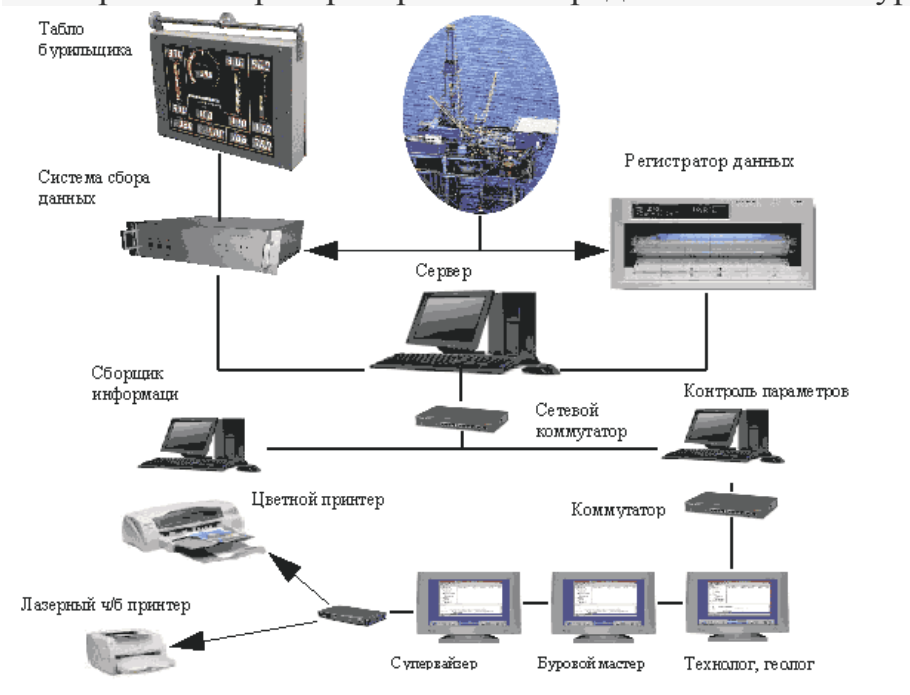 Табло
бурильщика
Регистратор данных
Система сбора
данных
Сервер
Сборщик
информаци
Сетевой
коммутатор
Контроль параметров
Цветной принтер
Коммутатор
Лазерный ч/б принтер
Супервайзер
Буровой мастер
Технолог, геолог